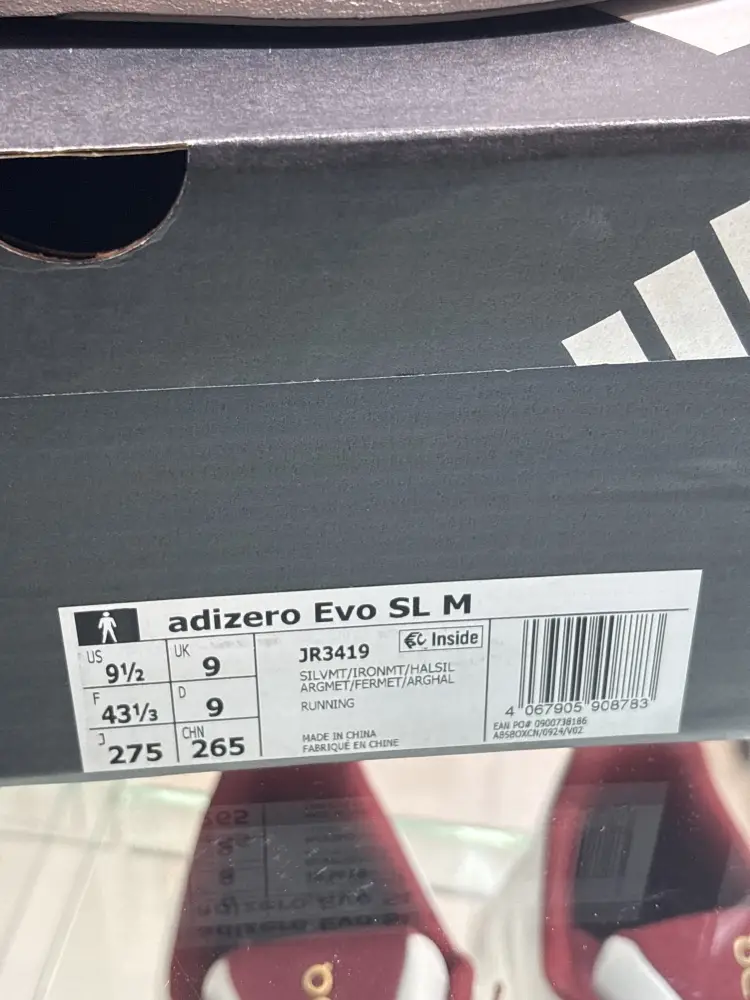 adizero Evo SL M
US 9½ UK 9
F 43⅓ D 9
J 275 CHN 265
JR3419 Inside
SILVMT/IRONMT/HALSIL
ARGMET/FERMET/ARGHAL
RUNNING
MADE IN CHINA
FABRIQUÉ EN CHINE
4 067905 908783
EAN PO# 0900738186
A8580XCN/0924/V02